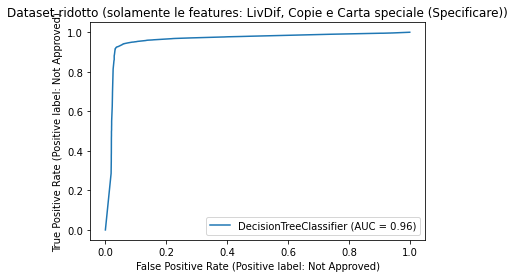 Dataset ridotto (solamente le features: LivDif, Copie e Carta speciale (Specificare))
True Positive Rate (Positive label: Not Approved)
1.0
0.8
0.6
0.4
0.2
0.0
DecisionTreeClassifier (AUC = 0.96)
0.0 0.2 0.4 0.6 0.8 1.0
False Positive Rate (Positive label: Not Approved)